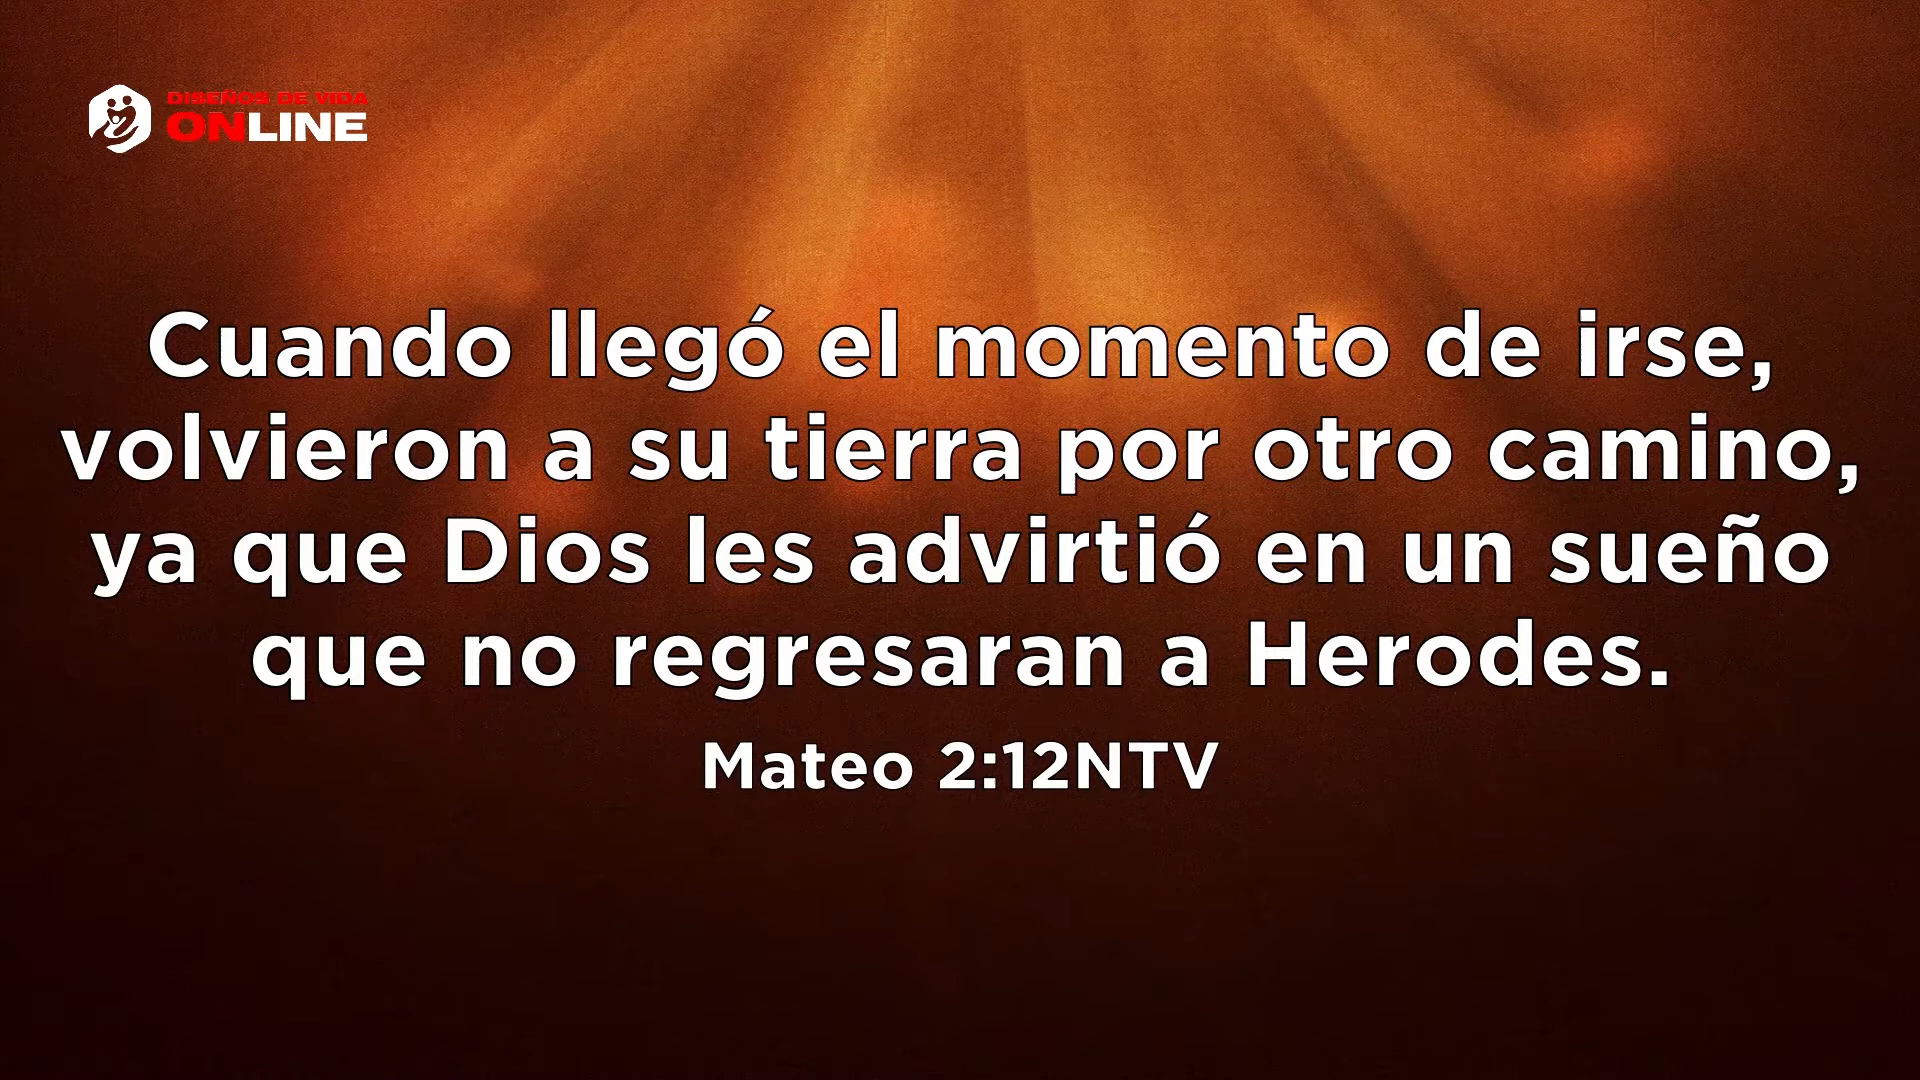 DISEÑOS DE VIDA
ONLINE
Cuando llegó el momento de irse,
volvieron a su tierra por otro camino,
ya que Dios les advirtió en un sueño
que no regresaran a Herodes.
Mateo 2:12NTV